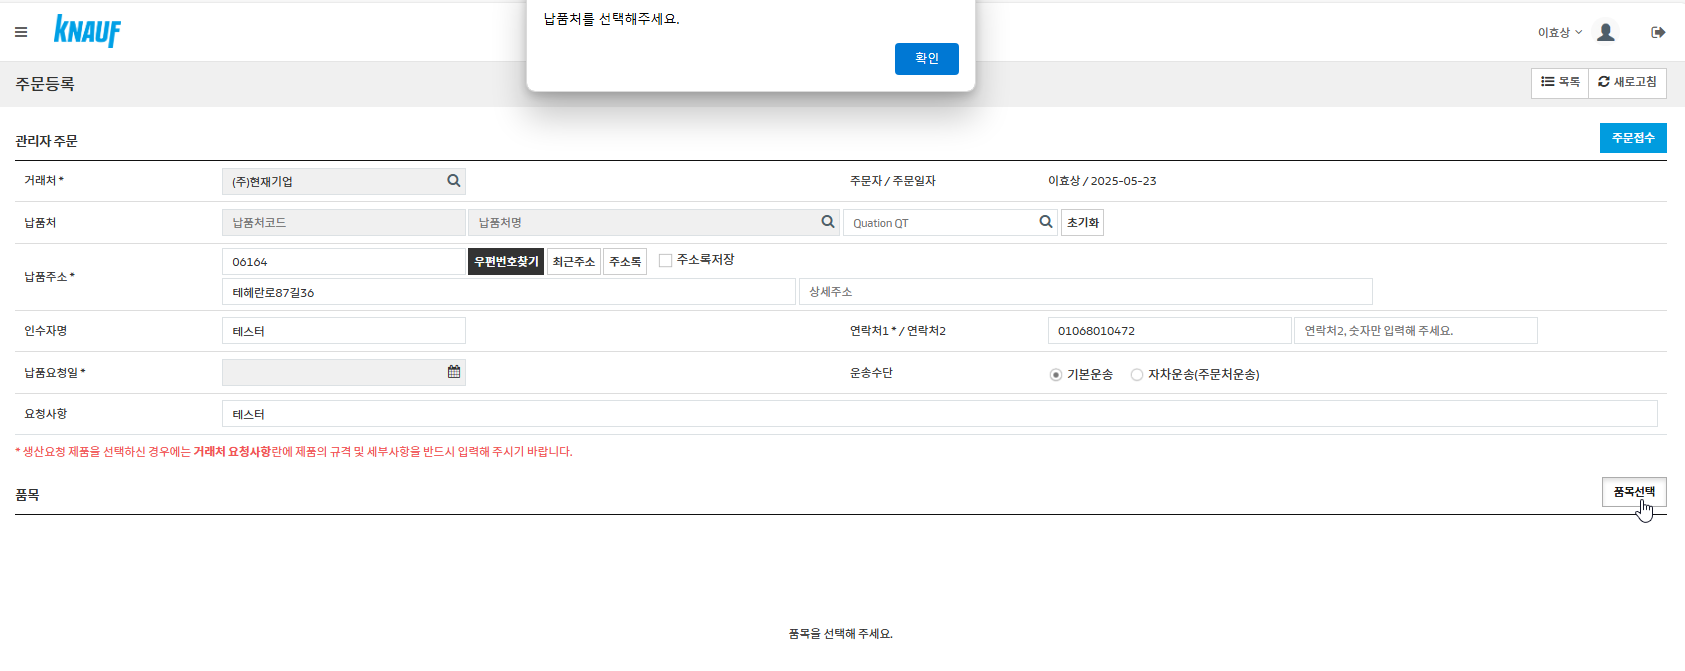 납품처를 선택해주세요.
확인
KNAUF
이효상
주문등록
목록 새로고침
관리자 주문
주문접수
거래처 * (주)현재기업 주문자 / 주문일자 이효상 / 2025-05-23
납품처 납품처코드 납품처명 Quation QT 초기화
납품주소 * 06164 우편번호찾기 최근주소 주소록 주소록저장
테헤란로87길36 상세주소
인수자명 테스터 연락처1 * / 연락처2 01068010472 연락처2, 숫자만 입력해 주세요.
납품요청일 * 운송수단 기본운송 자차운송(주문처운송)
요청사항 테스터
* 생산요청 제품을 선택하신 경우에는 거래처 요청사항란에 제품의 규격 및 세부사항을 반드시 입력해 주시기 바랍니다.
품목 품목선택
품목을 선택해 주세요.